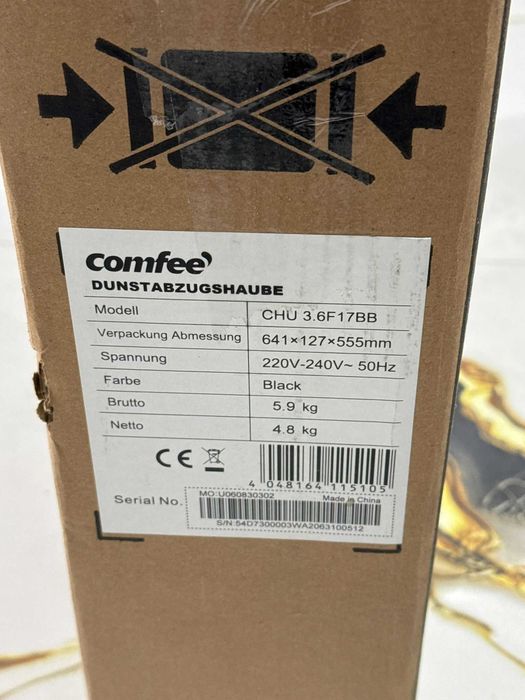 comfee
DUNSTABZUGSHAUBE
Modell CHU 3.6F17BB
Verpackung Abmessung 641×127×555mm
Spannung 220V-240V~ 50Hz
Farbe Black
Brutto 5.9 kg
Netto 4.8 kg
CE
4 048164 115105
MO:U060830302 Made in China
Serial No.
S/N:54D7300003WA2063100512